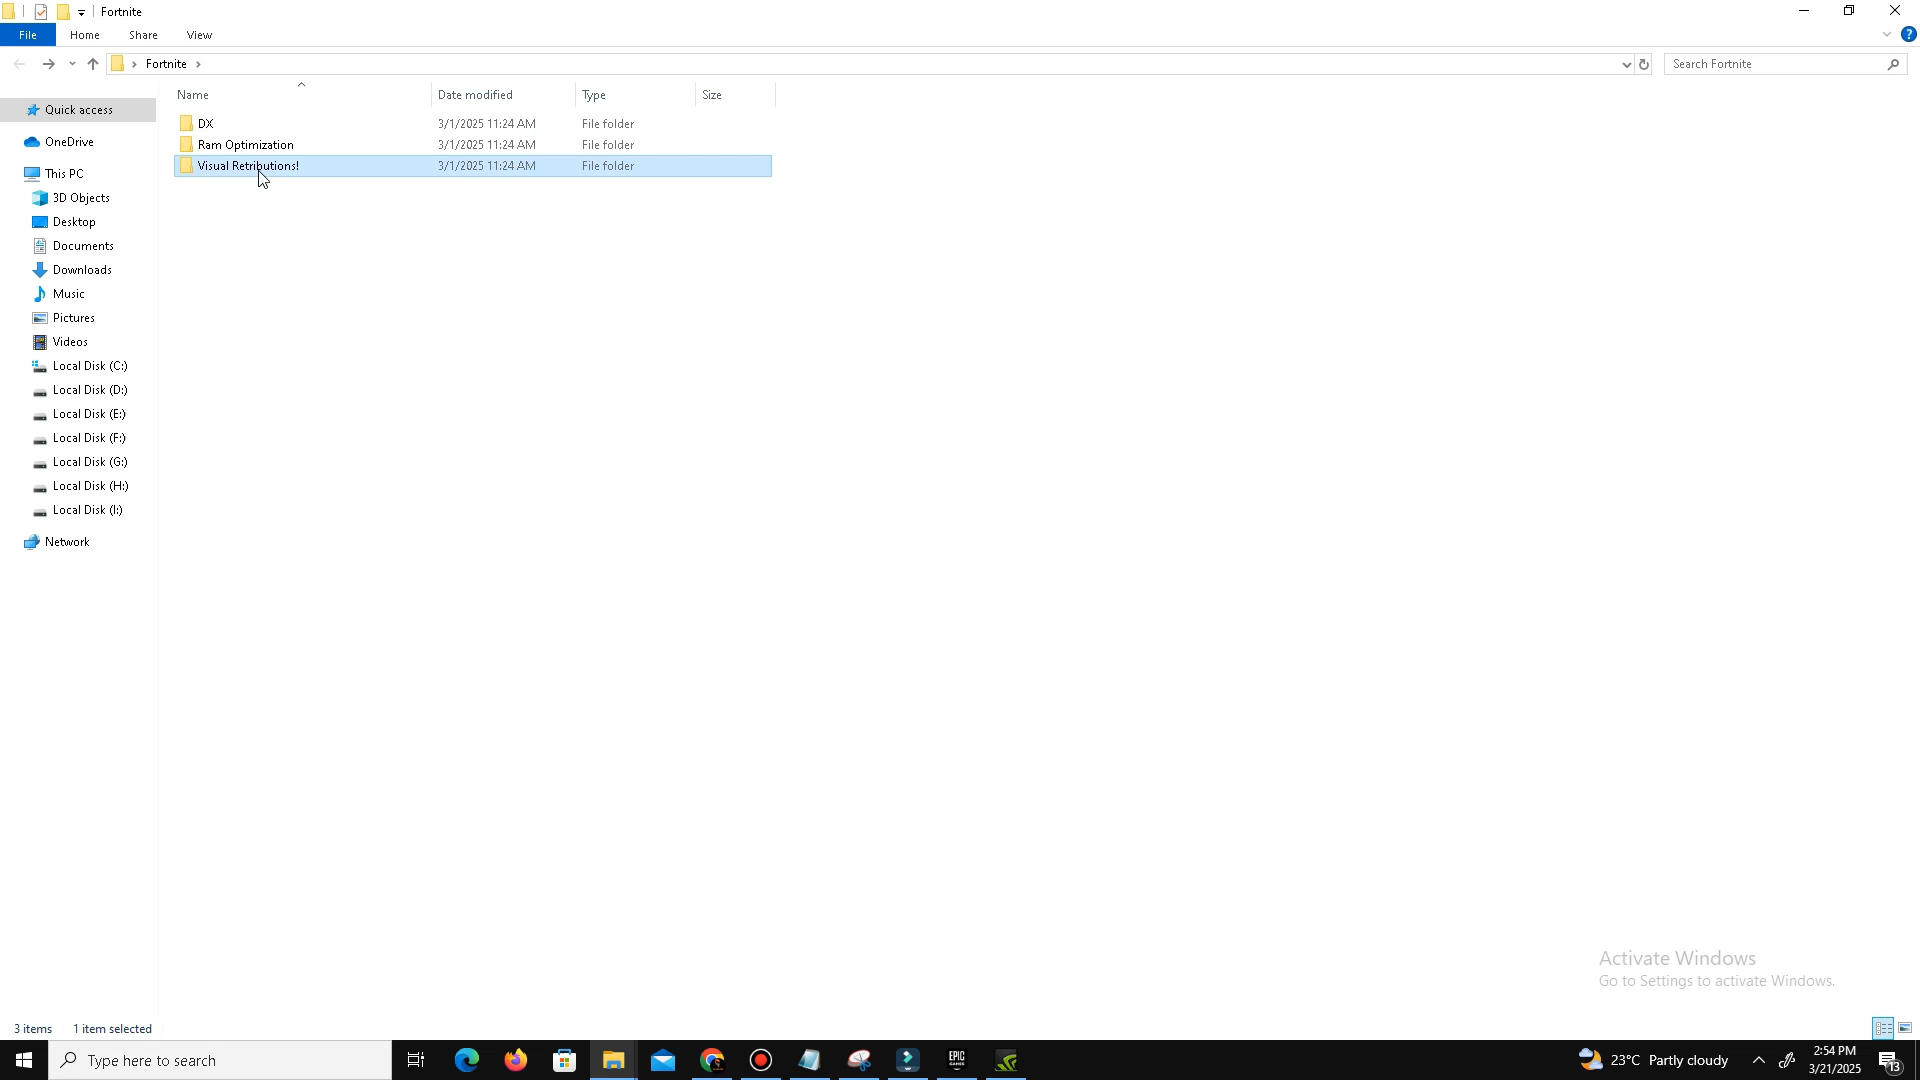 Fortnite
File Home Share View
Fortnite
Search Fortnite
Name Date modified Type Size
DX 3/1/2025 11:24 AM File folder
Ram Optimization 3/1/2025 11:24 AM File folder
Visual Retributions! 3/1/2025 11:24 AM File folder
Quick access
OneDrive
This PC
3D Objects
Desktop
Documents
Downloads
Music
Pictures
Videos
Local Disk (C:)
Local Disk (D:)
Local Disk (E:)
Local Disk (F:)
Local Disk (G:)
Local Disk (H:)
Local Disk (I:)
Network
Activate Windows
Go to Settings to activate Windows.
3 items 1 item selected
Type here to search
EPIC
GAMES
23°C Partly cloudy
2:54 PM
3/21/2025
13